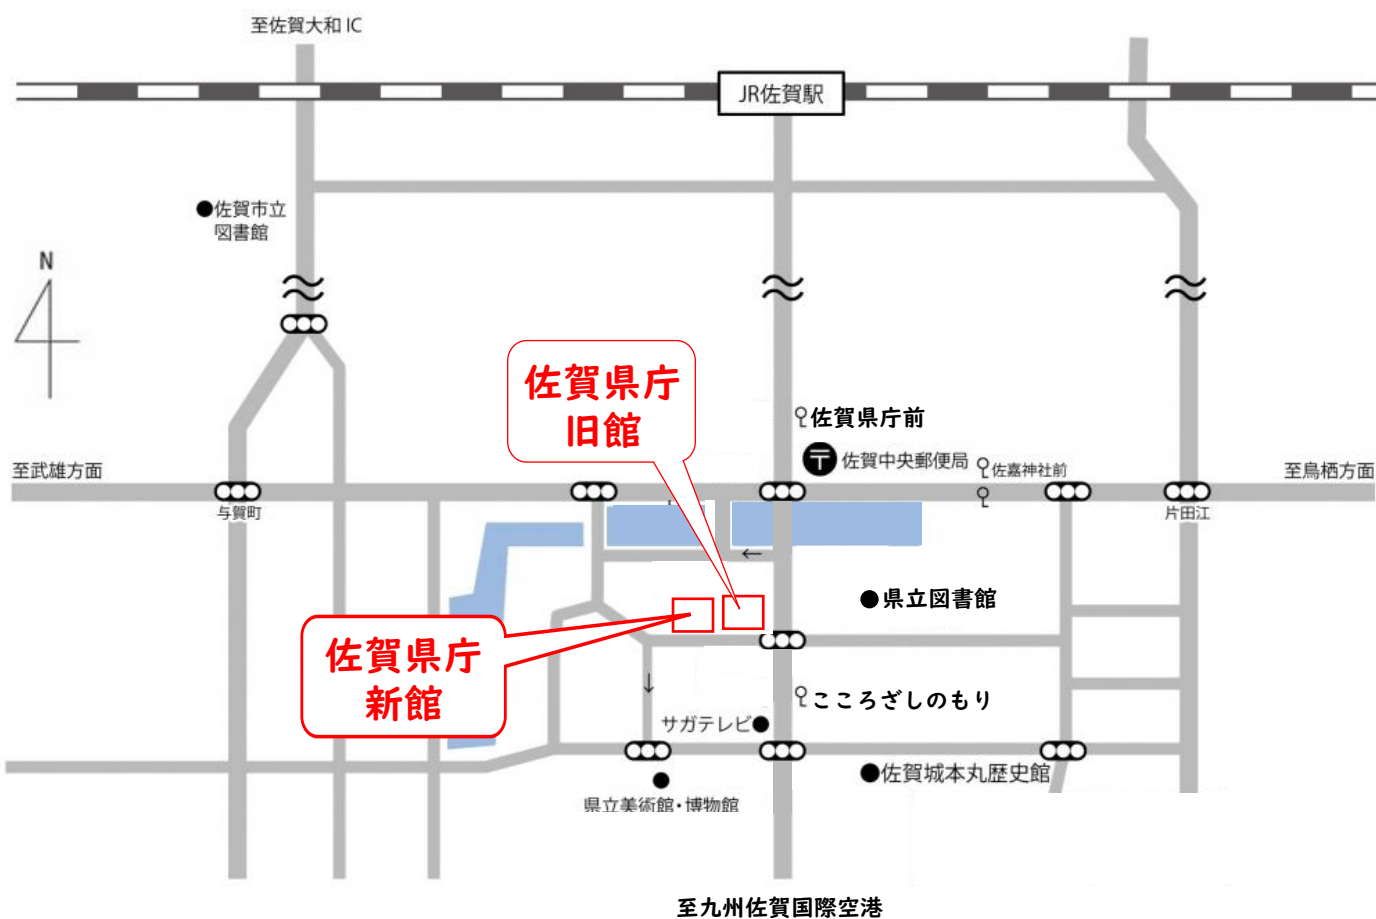 至佐賀大和 IC
JR佐賀駅
佐賀市立
図書館
N
佐賀県庁
旧館
佐賀県庁前
佐賀中央郵便局
佐嘉神社前
至武雄方面
至鳥栖方面
与賀町
片田江
←
県立図書館
佐賀県庁
新館
↓
こころざしのもり
サガテレビ
佐賀城本丸歴史館
県立美術館・博物館
至九州佐賀国際空港